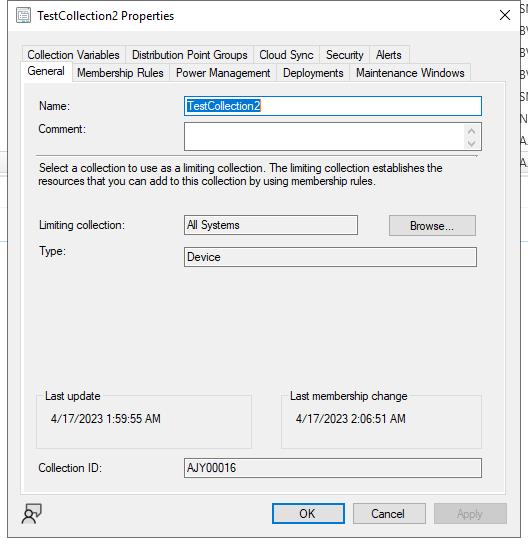 TestCollection2 Properties
Collection Variables Distribution Point Groups Cloud Sync Security Alerts
General Membership Rules Power Management Deployments Maintenance Windows
Name: TestCollection2
Comment:
Select a collection to use as a limiting collection. The limiting collection establishes the
resources that you can add to this collection by using membership rules.
Limiting collection: All Systems Browse...
Type: Device
Last update Last membership change
4/17/2023 1:59:55 AM 4/17/2023 2:06:51 AM
Collection ID: AJY00016
OK Cancel Apply